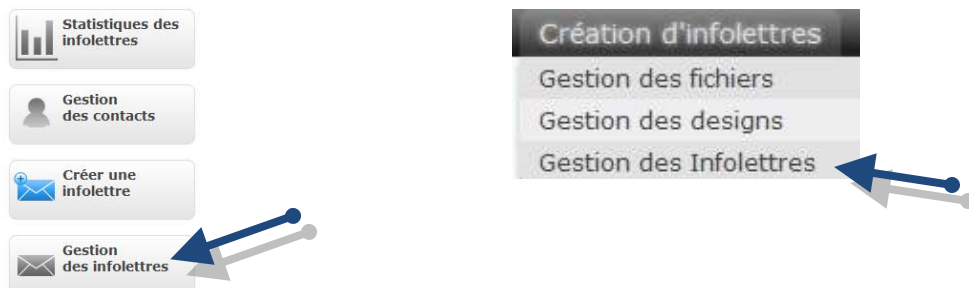 Statistiques des
infolettres
Gestion
des contacts
Créer une
infolettre
Gestion
des infolettres
Création d'infolettres
Gestion des fichiers
Gestion des designs
Gestion des Infolettres